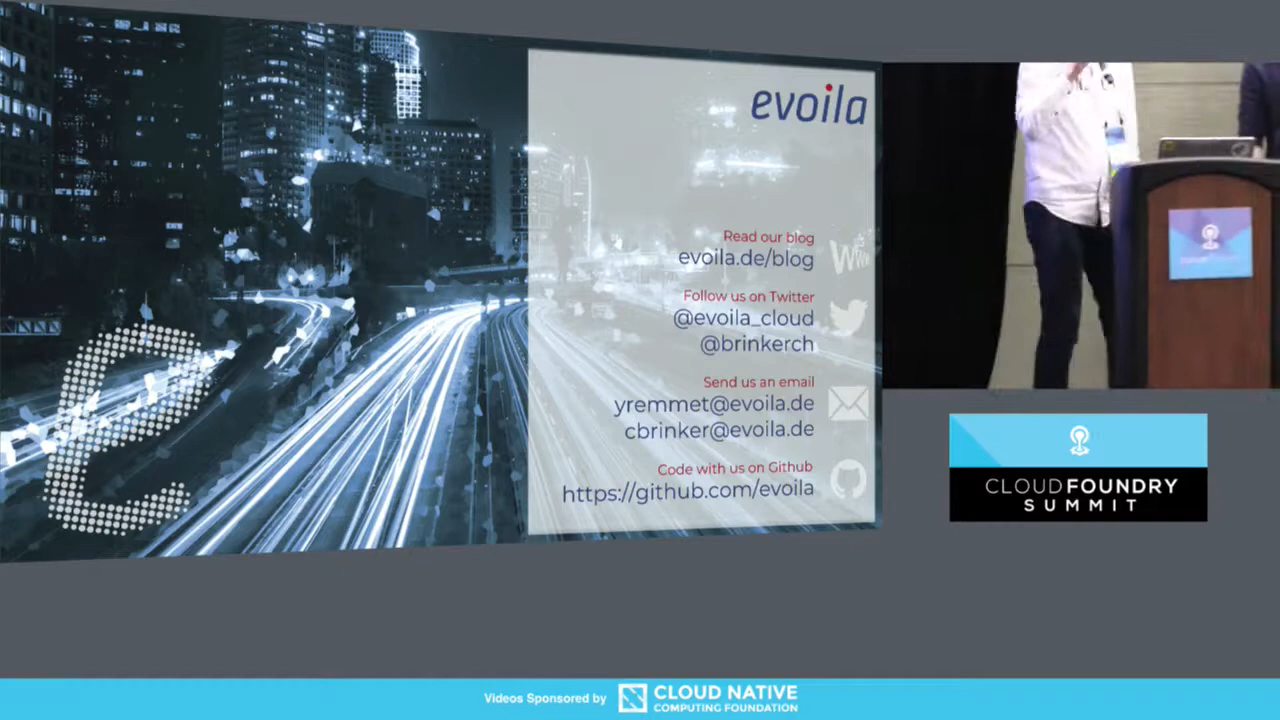 evoila
Read our blog
evoila.de/blog
Follow us on Twitter
@evoila_cloud
@brinkerch
Send us an email
yremmet@evoila.de
cbrinker@evoila.de
Code with us on Github
https://github.com/evoila
CLOUD FOUNDRY
SUMMIT
Videos Sponsored by
CLOUD NATIVE
COMPUTING FOUNDATION